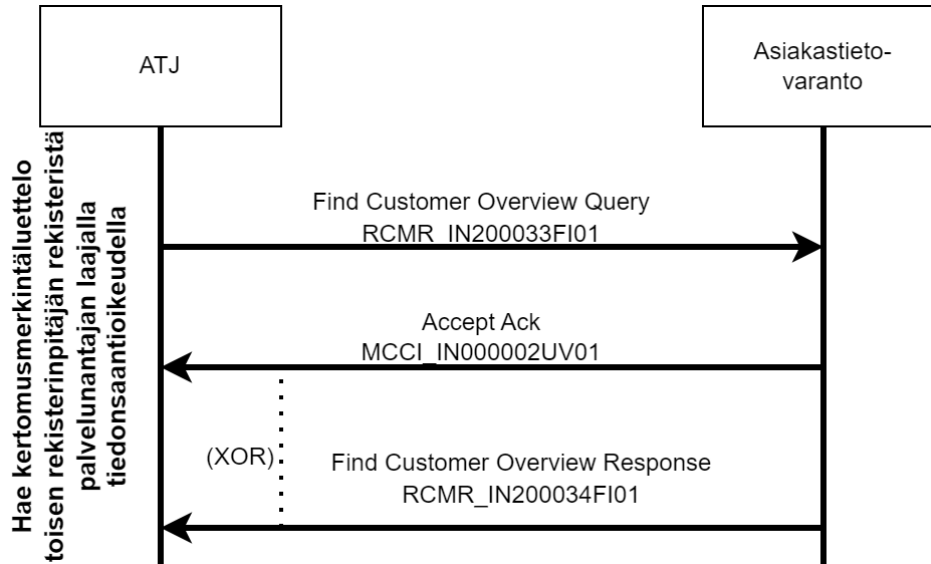 ATJ
Asiakastieto-
varanto
Hae kertomusmerkintäluettelo
toisen rekisterinpitäjän rekisteristä
palvelunantajan laajalla
tiedonsaantioikeudella
Find Customer Overview Query
RCMR_IN200033FI01
Accept Ack
MCCI_IN000002UV01
(XOR)
Find Customer Overview Response
RCMR_IN200034FI01